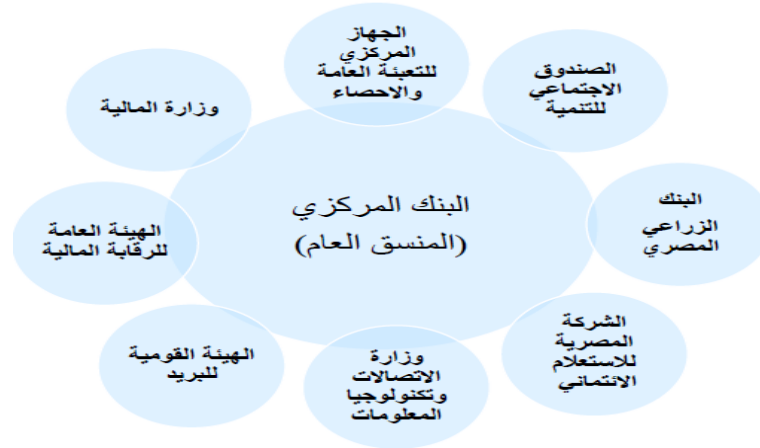 الجهاز
المركزي
للتعبئة العامة
والاحصاء
الصندوق
الاجتماعي
للتنمية
البنك
الزراعي
المصري
الشركة
المصرية
للاستعلام
الائتماني
وزارة
الاتصالات
وتكنولوجيا
المعلومات
الهيئة القومية
للبريد
الهيئة العامة
للرقابة المالية
وزارة المالية
البنك المركزي
(المنسق العام)